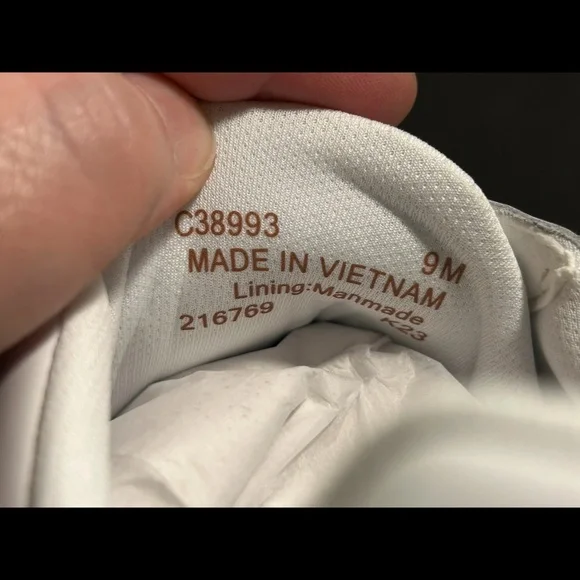 C38993
MADE IN VIETNAM 9M
Lining:Manmade
216769 K23